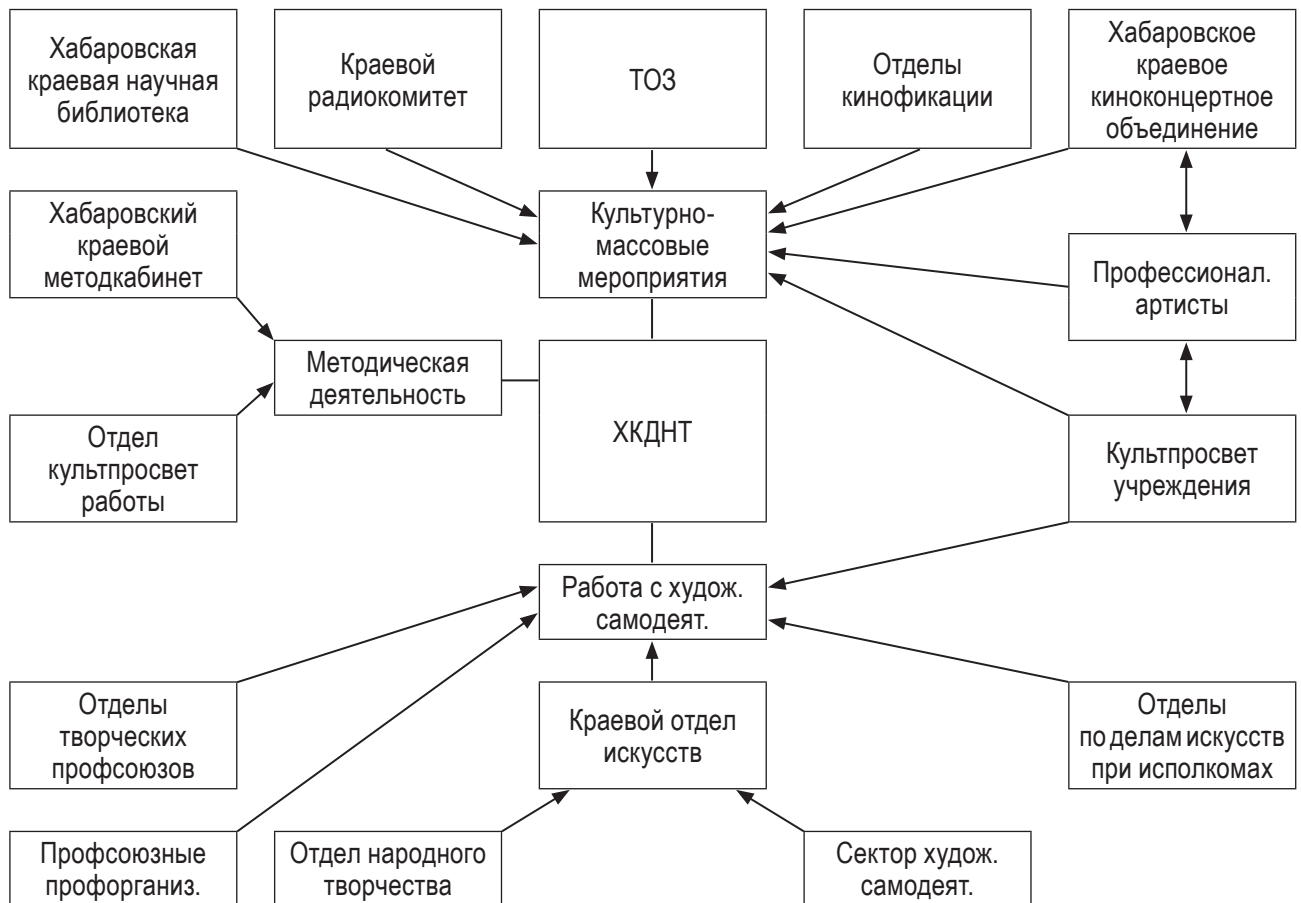 Хабаровская
краевая научная
библиотека
Краевой
радиокомитет
ТОЗ
Отделы
кинофикации
Хабаровское
краевое
киноконцертное
объединение
Хабаровский
краевой
методкабинет
Культурно-
массовые
мероприятия
Профессионал.
артисты
Методическая
деятельность
ХКДНТ
Отдел
культпросвет
работы
Культпросвет
учреждения
Работа с худож.
самодеят.
Отделы
творческих
профсоюзов
Краевой отдел
искусств
Отделы
по делам искусств
при исполкомах
Профсоюзные
профорганиз.
Отдел народного
творчества
Сектор худож.
самодеят.